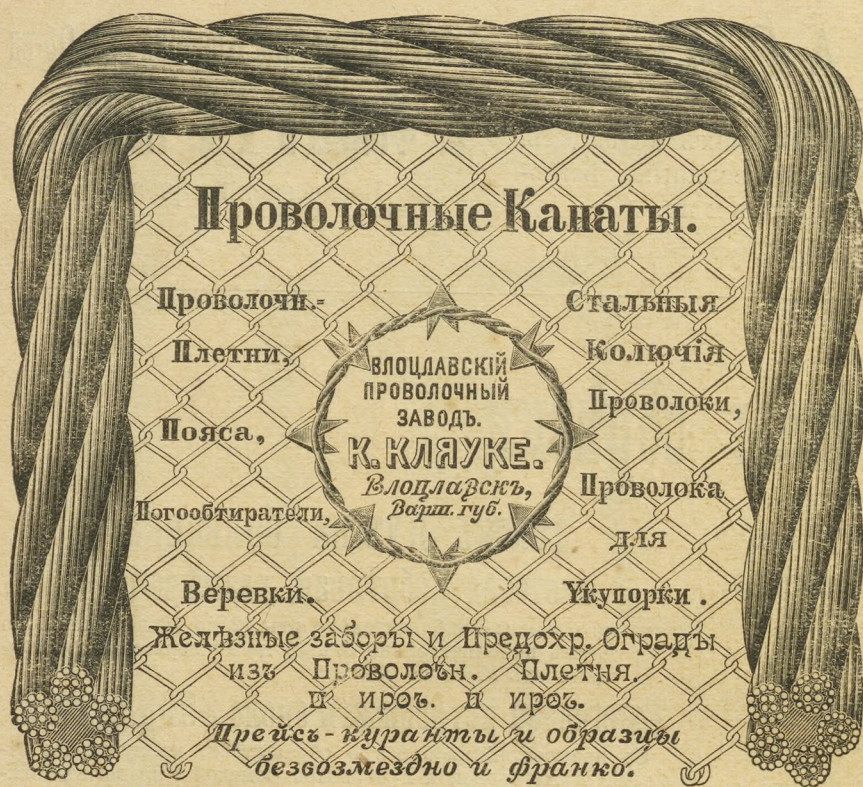 Проволочные Канаты.
Проволочн.=
Плетни,
Пояса,
Погообтиратели,
Веревки.
ВЛОЦЛАВСКІЙ
ПРОВОЛОЧНЫЙ
ЗАВОДЪ.
К. КЛЯУКЕ.
Влоцлавскъ,
Варш. губ.
Стальныя
Колючія
Проволоки,
Проволока
для
Укупорки.
Желѣзные заборы и Предохр. Ограды
изъ Проволочн. Плетня.
и проч. и проч.
Прейсъ-куранты и образцы
безвозмездно и франко.